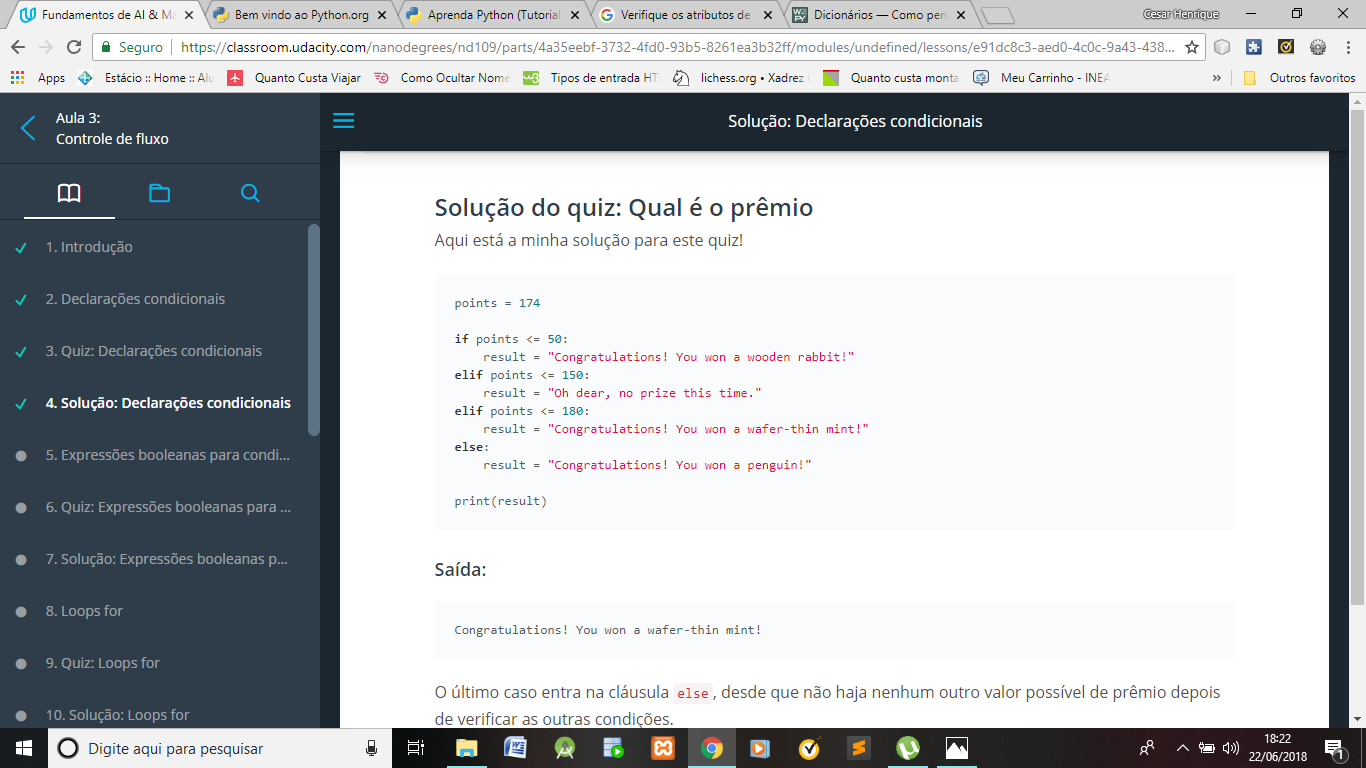 Fundamentos de AI & Ma
Bem vindo ao Python.org
Aprenda Python (Tutorial
Verifique os atributos de
Dicionários — Como pen
Cesar Henrique
Seguro
https://classroom.udacity.com/nanodegrees/nd109/parts/4a35eebf-3732-4fd0-93b5-8261ea3b32ff/modules/undefined/lessons/e91dc8c3-aed0-4c0c-9a43-438...
Apps
Estácio :: Home :: Alu
Quanto Custa Viajar
Como Ocultar Nome
Tipos de entrada HT
lichess.org • Xadrez
Quanto custa monta
Meu Carrinho - INEA
»
Outros favoritos
Aula 3:
Controle de fluxo
1. Introdução
2. Declarações condicionais
3. Quiz: Declarações condicionais
4. Solução: Declarações condicionais
5. Expressões booleanas para condi...
6. Quiz: Expressões booleanas para ...
7. Solução: Expressões booleanas p...
8. Loops for
9. Quiz: Loops for
10. Solução: Loops for
Solução: Declarações condicionais
Solução do quiz: Qual é o prêmio
Aqui está a minha solução para este quiz!
points = 174
if points <= 50:
    result = "Congratulations! You won a wooden rabbit!"
elif points <= 150:
    result = "Oh dear, no prize this time."
elif points <= 180:
    result = "Congratulations! You won a wafer-thin mint!"
else:
    result = "Congratulations! You won a penguin!"
print(result)
Saída:
Congratulations! You won a wafer-thin mint!
O último caso entra na cláusula else, desde que não haja nenhum outro valor possível de prêmio depois
de verificar as outras condições.
Digite aqui para pesquisar
18:22
22/06/2018
1